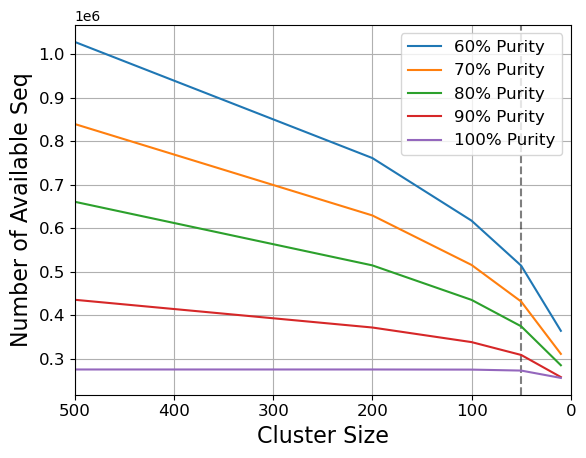 1e6
1.0
0.9
0.8
0.7
0.6
0.5
0.4
0.3
Number of Available Seq
60% Purity
70% Purity
80% Purity
90% Purity
100% Purity
500
400
300
200
100
0
Cluster Size